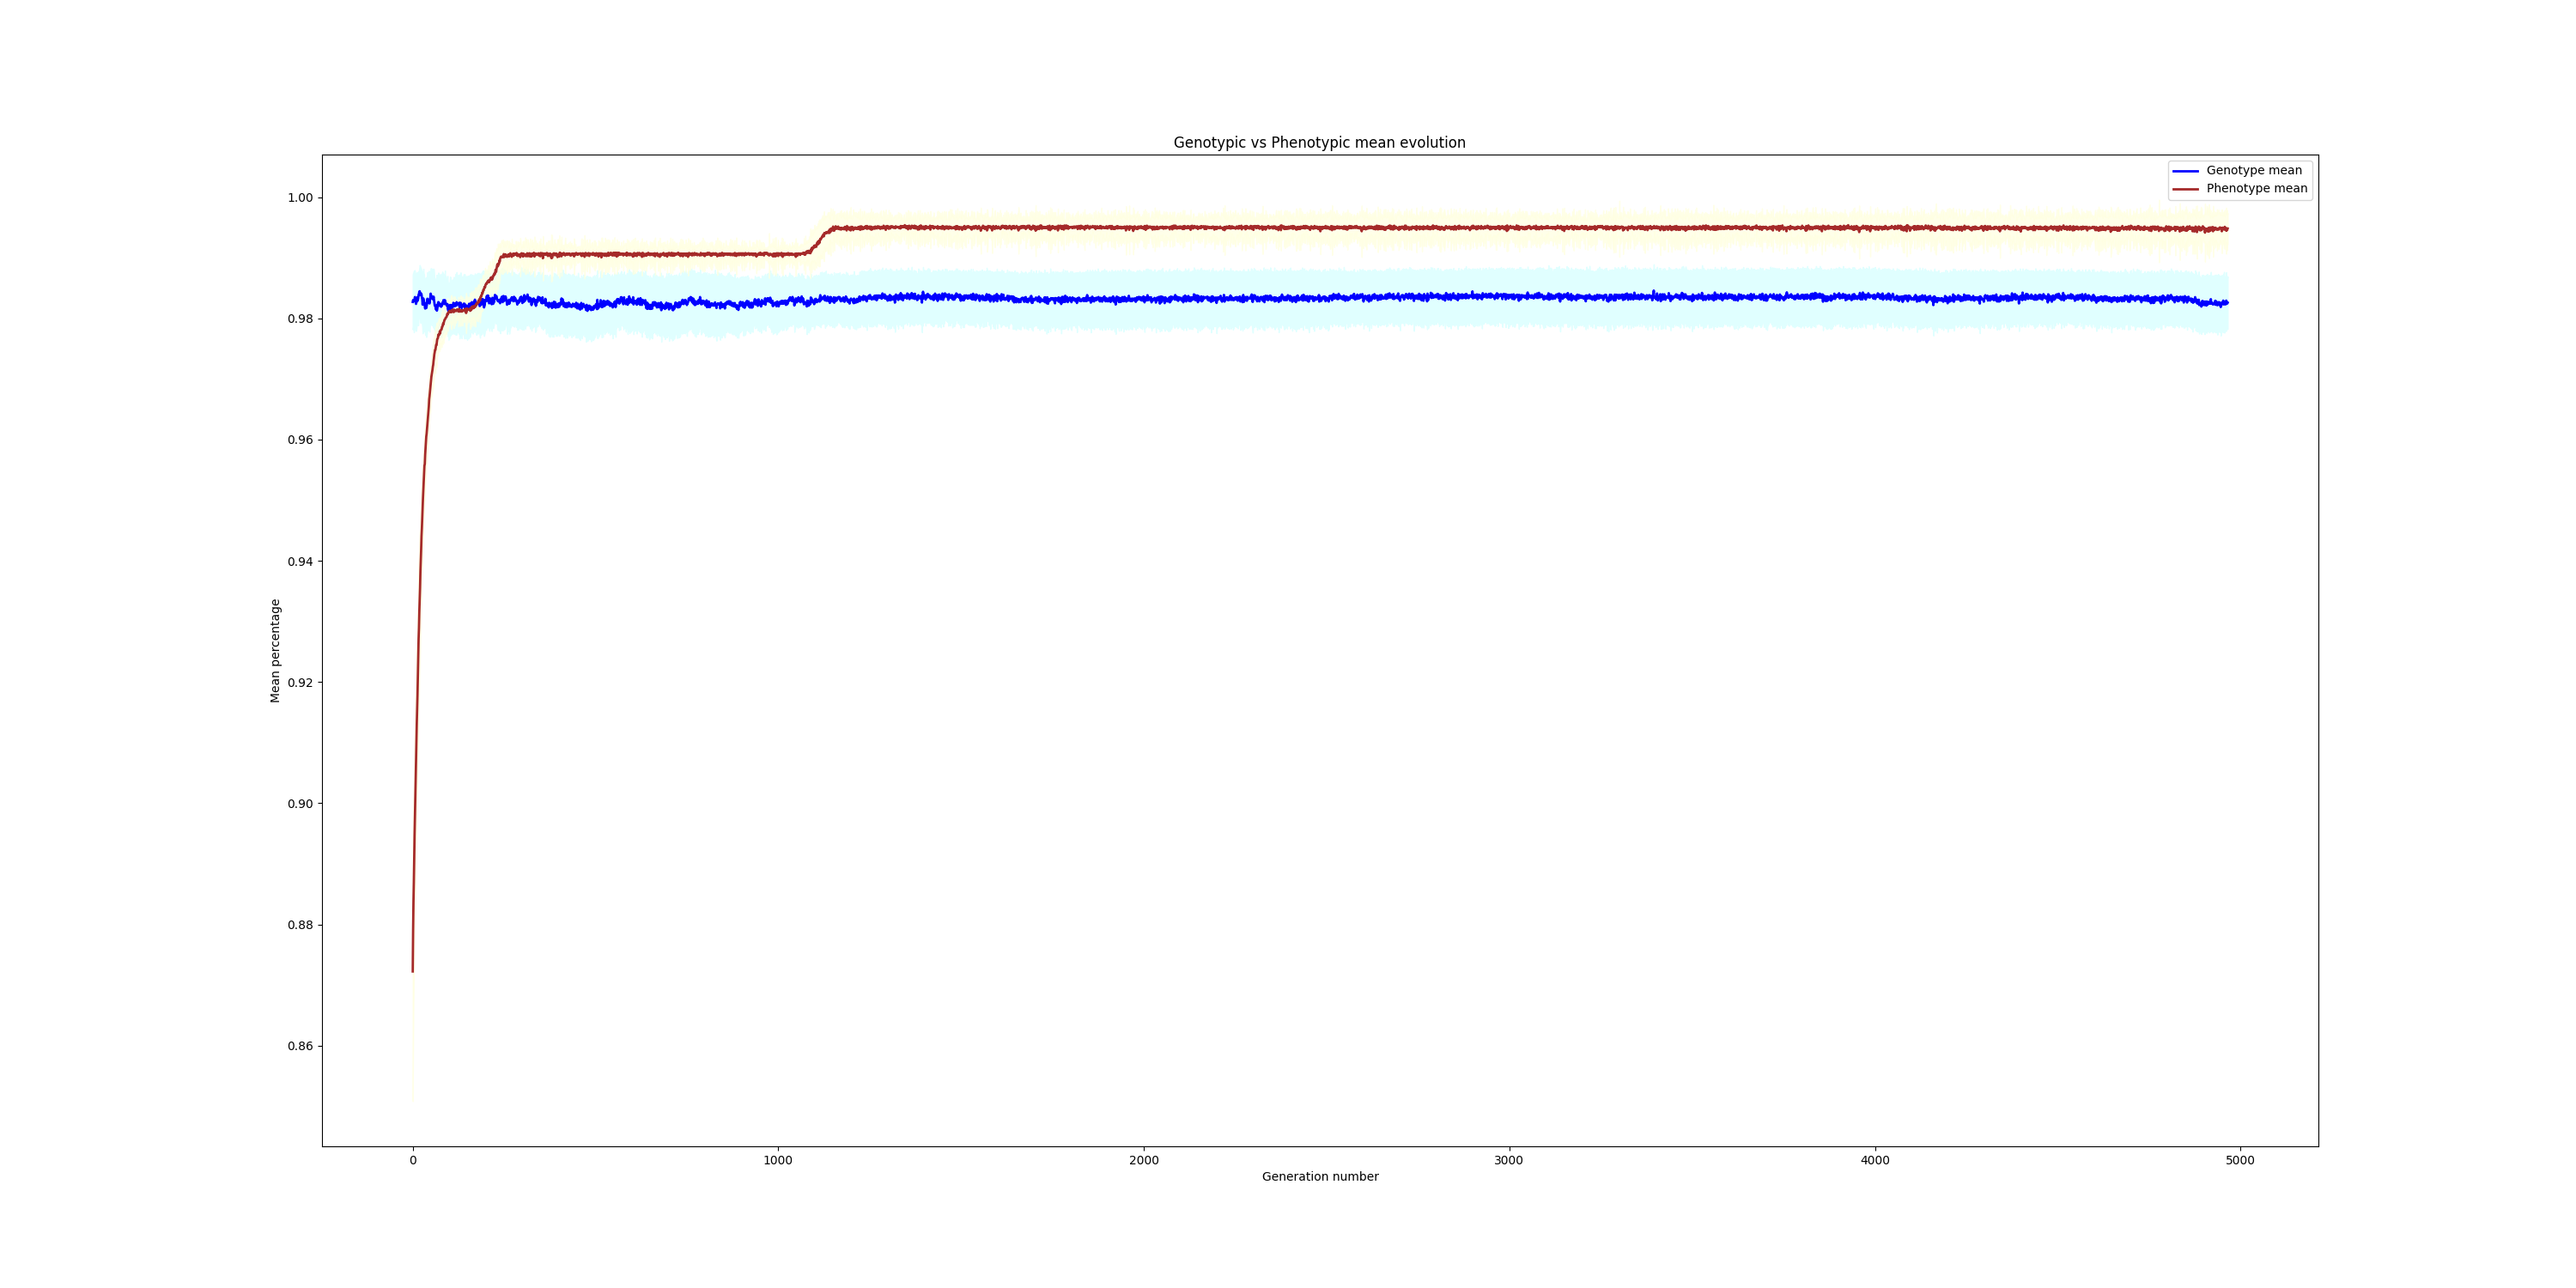 Genotypic vs Phenotypic mean evolution
Genotype mean
Phenotype mean
1.00
0.98
0.96
0.94
0.92
0.90
0.88
0.86
Mean percentage
0 1000 2000 3000 4000 5000
Generation number